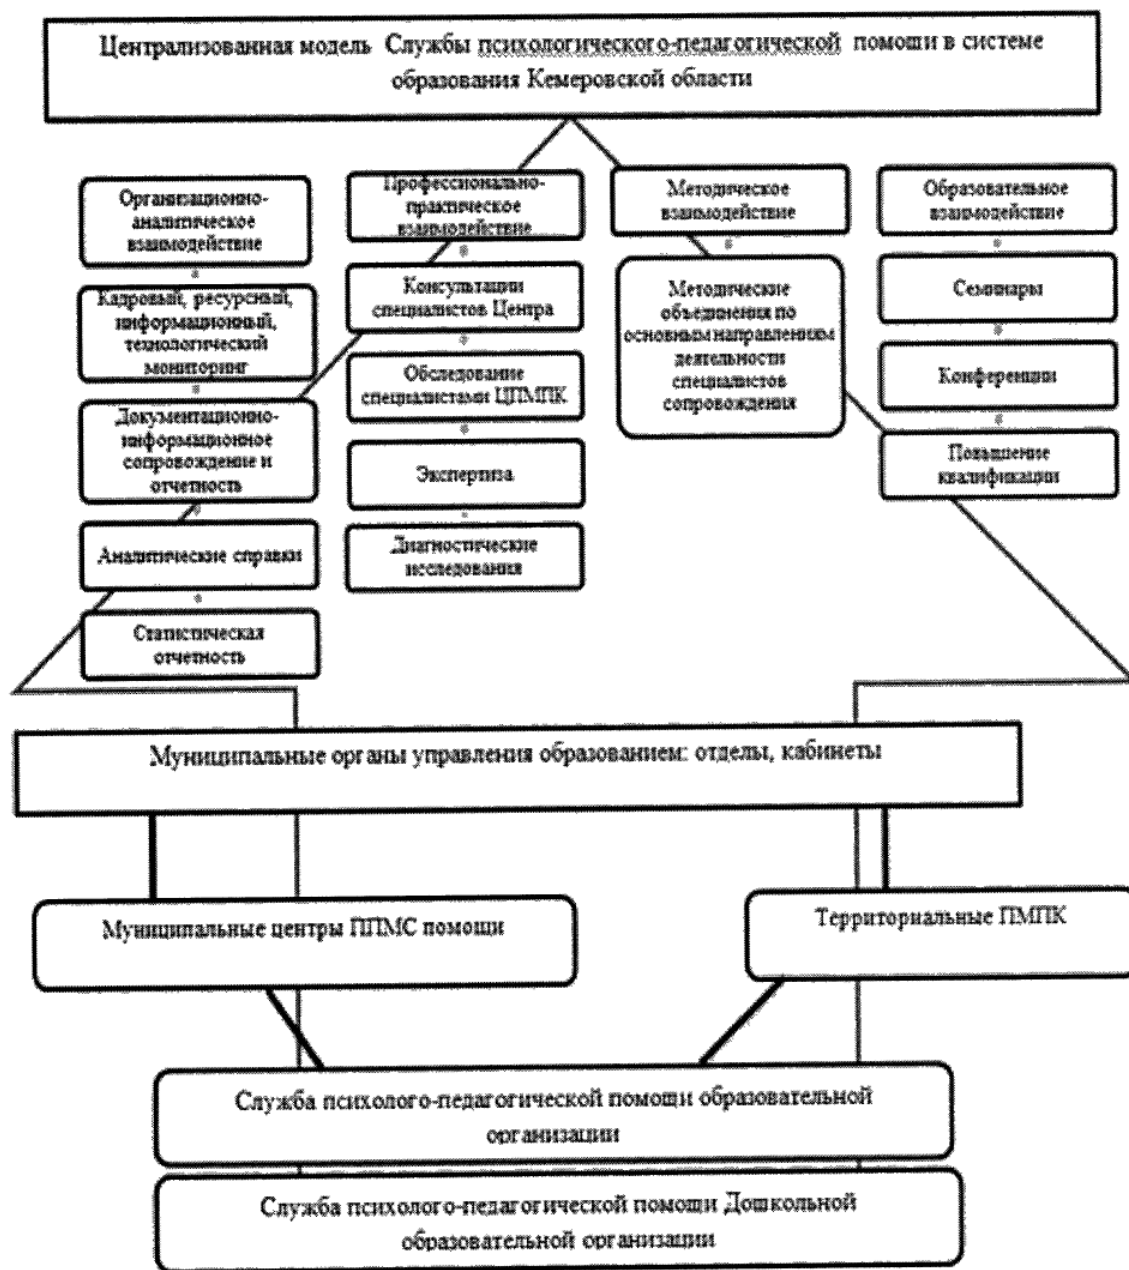 Централизованная модель Службы психологического-педагогической помощи в системе
образования Кемеровской области
Организационно-
аналитическое
взаимодействие
Кадровый, ресурсный,
информационный,
технологический
мониторинг
Документационно-
информационное
сопровождение и
отчетность
Аналитические справки
Статистическая
отчетность
Профессионально-
практическое
взаимодействие
Консультации
специалистов Центра
Обследование
специалистами ЦПМПК
Экспертиза
Диагностические
исследования
Методическое
взаимодействие
Методические
объединения по
основным направлениям
деятельности
специалистов
сопровождения
Образовательное
взаимодействие
Семинары
Конференции
Повышение
квалификации
Муниципальные органы управления образованием: отделы, кабинеты
Муниципальные центры ППМС помощи
Территориальные ПМПК
Служба психолого-педагогической помощи образовательной
организации
Служба психолого-педагогической помощи Дошкольной
образовательной организации